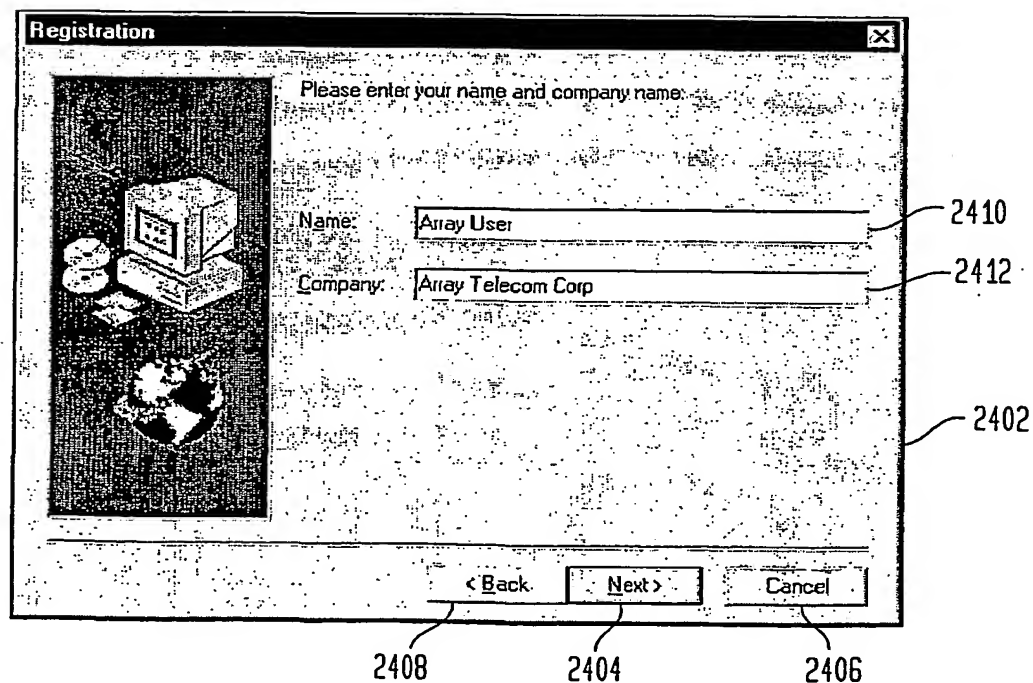 Registration
Please enter your name and company name:
Name: Array User
2410
Company: Array Telecom Corp
2412
2402
< Back Next > Cancel
2408 2404 2406